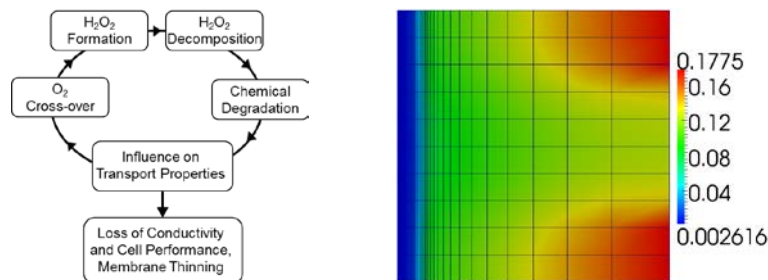 H₂O₂
Formation
H₂O₂
Decomposition
O₂
Cross-over
Chemical
Degradation
Influence on
Transport Properties
Loss of Conductivity
and Cell Performance,
Membrane Thinning
0.1775
0.16
0.12
0.08
0.04
0.002616